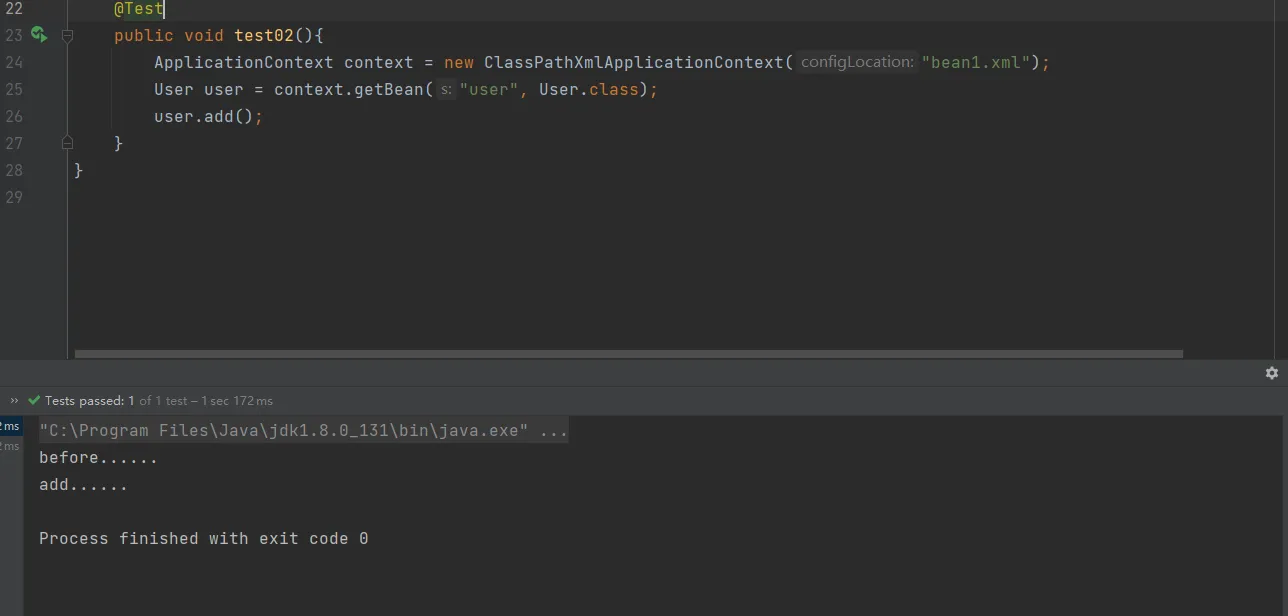 22 @Test
23 public void test02(){
24 ApplicationContext context = new ClassPathXmlApplicationContext( configLocation: "bean1.xml");
25 User user = context.getBean( s: "user", User.class);
26 user.add();
27 }
28 }
29
» Tests passed: 1 of 1 test – 1 sec 172 ms
2 ms "C:\Program Files\Java\jdk1.8.0_131\bin\java.exe" ...
2 ms before......
add......
Process finished with exit code 0